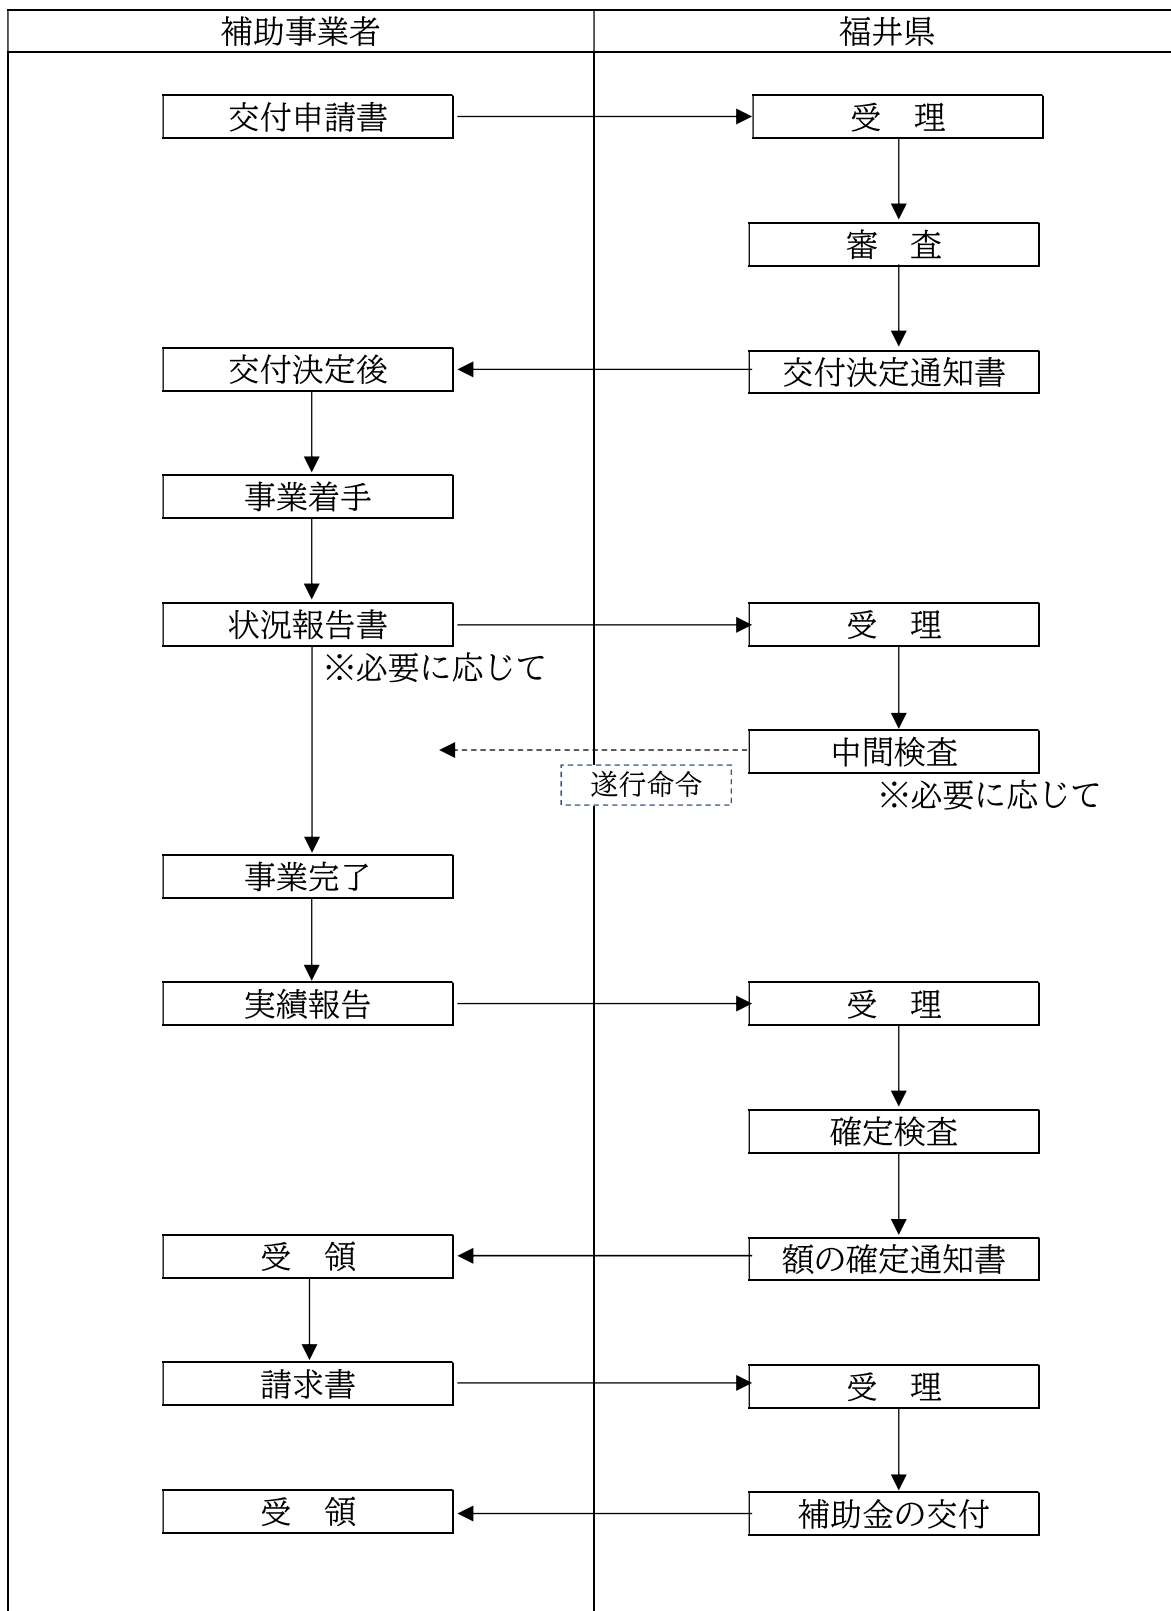 補助事業者
福井県
交付申請書
受　理
審　査
交付決定後
交付決定通知書
事業着手
状況報告書
受　理
※必要に応じて
中間検査
遂行命令
※必要に応じて
事業完了
実績報告
受　理
確定検査
受　領
額の確定通知書
請求書
受　理
受　領
補助金の交付